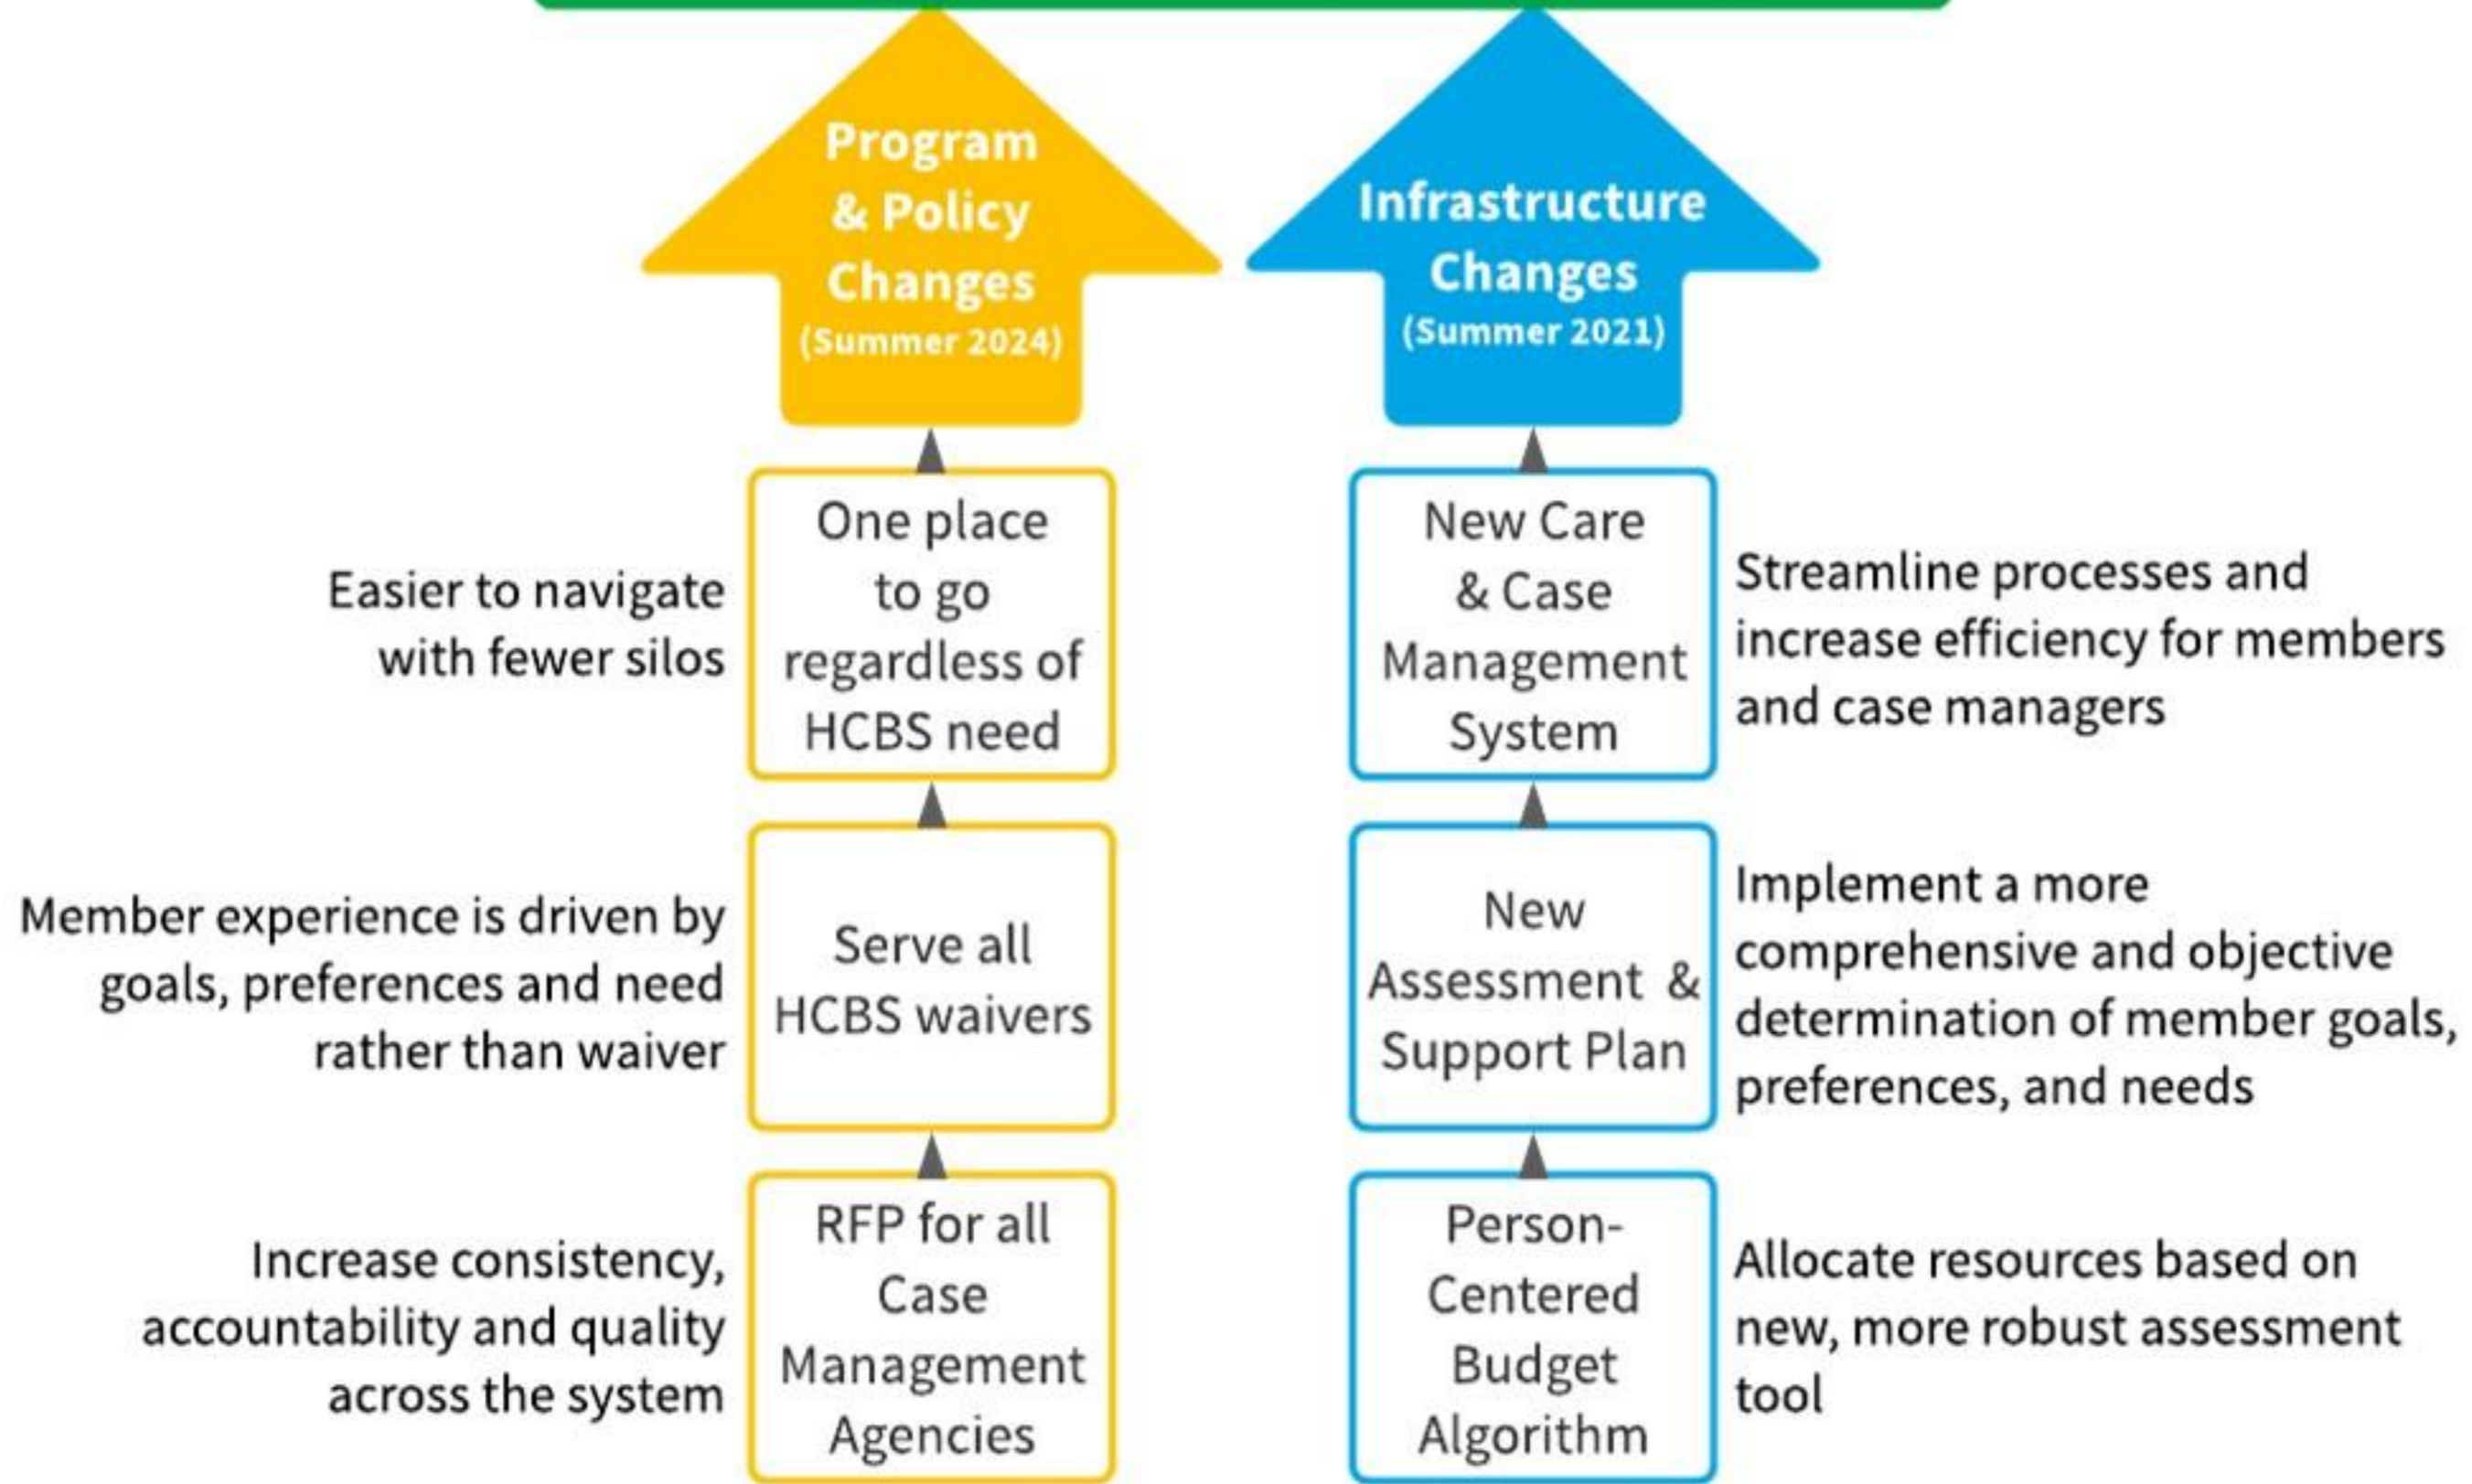 Program
& Policy
Changes
(Summer 2024)
Infrastructure
Changes
(Summer 2021)
Easier to navigate
with fewer silos
One place
to go
regardless of
HCBS need
New Care
& Case
Management
System
Streamline processes and
increase efficiency for members
and case managers
Member experience is driven by
goals, preferences and need
rather than waiver
Serve all
HCBS waivers
New
Assessment &
Support Plan
Implement a more
comprehensive and objective
determination of member goals,
preferences, and needs
Increase consistency,
accountability and quality
across the system
RFP for all
Case
Management
Agencies
Person-
Centered
Budget
Algorithm
Allocate resources based on
new, more robust assessment
tool